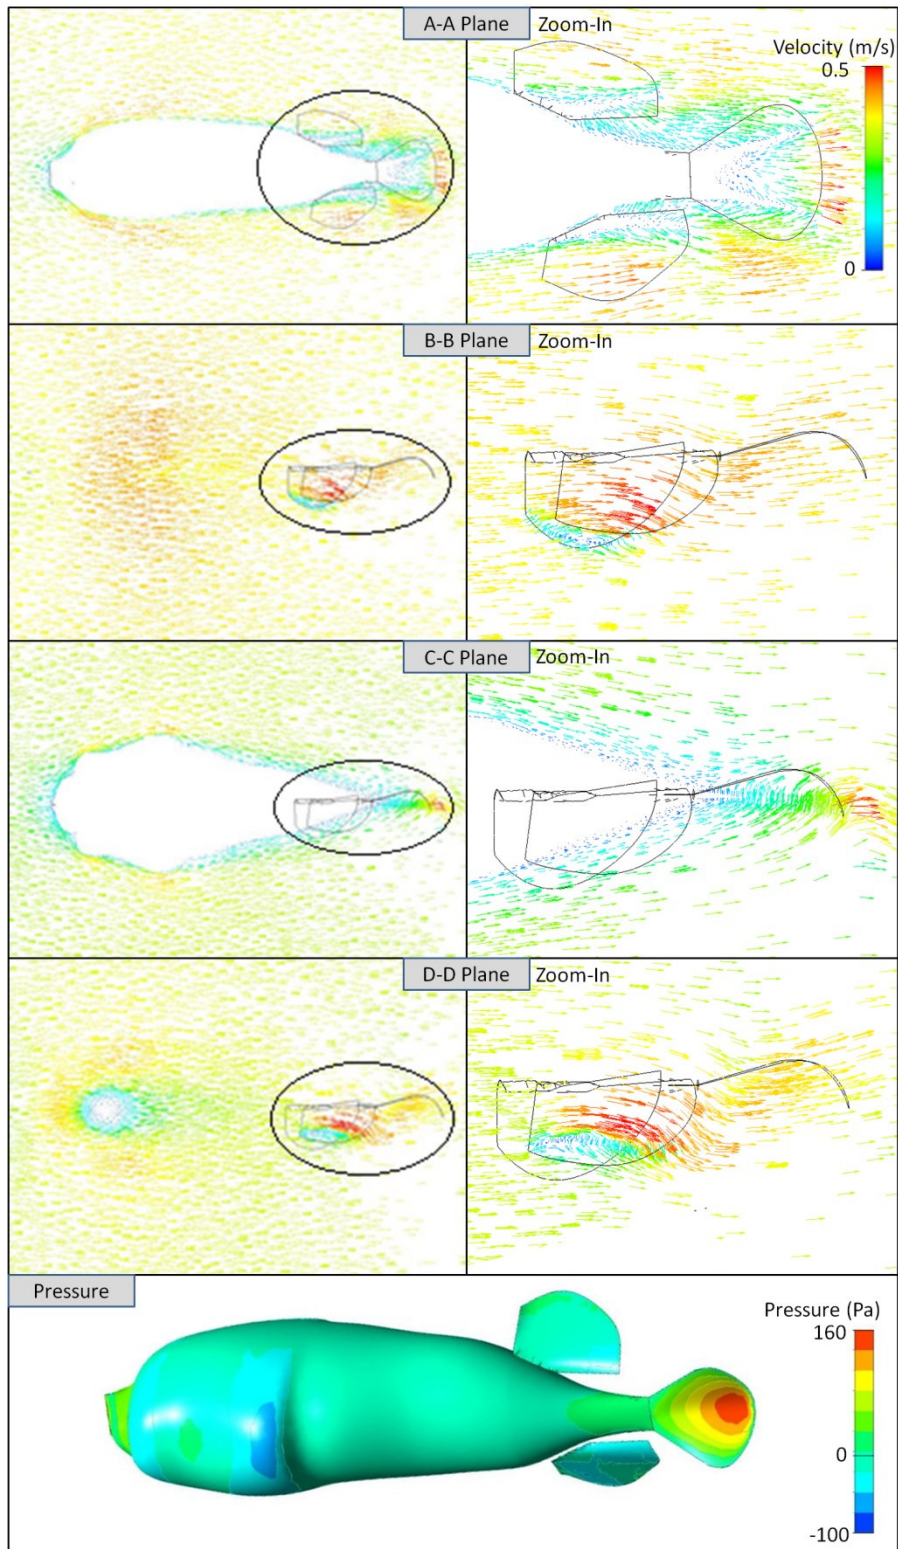 A-A Plane
Zoom-In
Velocity (m/s)
0.5
0
B-B Plane
Zoom-In
C-C Plane
Zoom-In
D-D Plane
Zoom-In
Pressure
Pressure (Pa)
160
0
-100